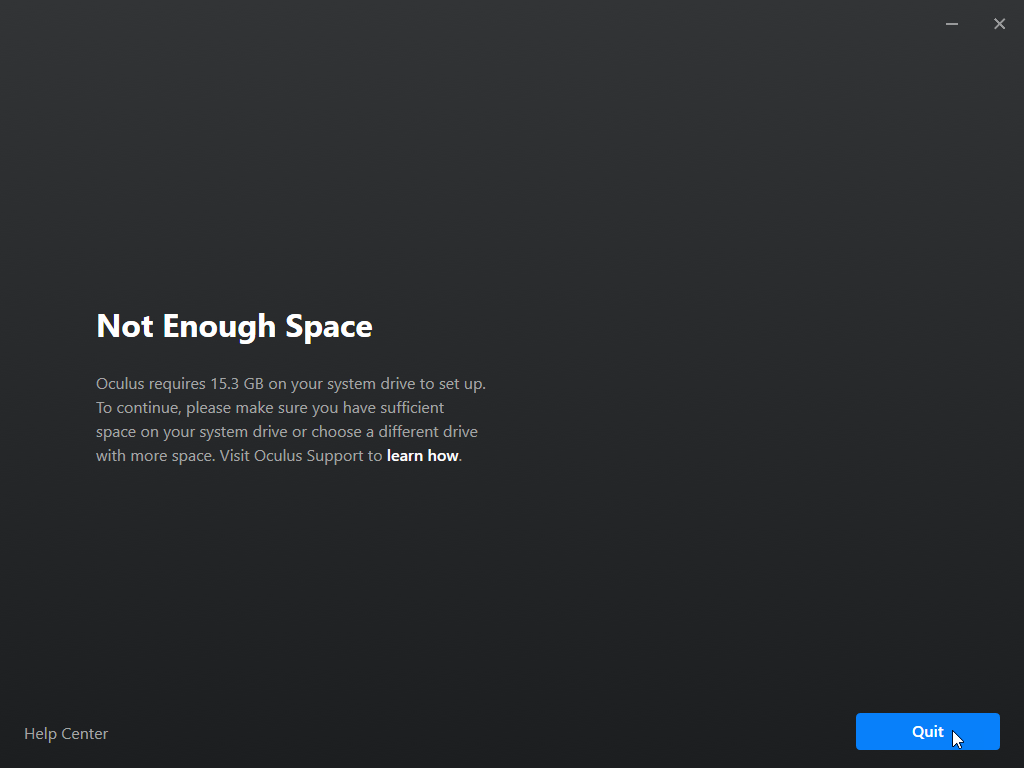 Not Enough Space
Oculus requires 15.3 GB on your system drive to set up.
To continue, please make sure you have sufficient
space on your system drive or choose a different drive
with more space. Visit Oculus Support to learn how.
Help Center
Quit